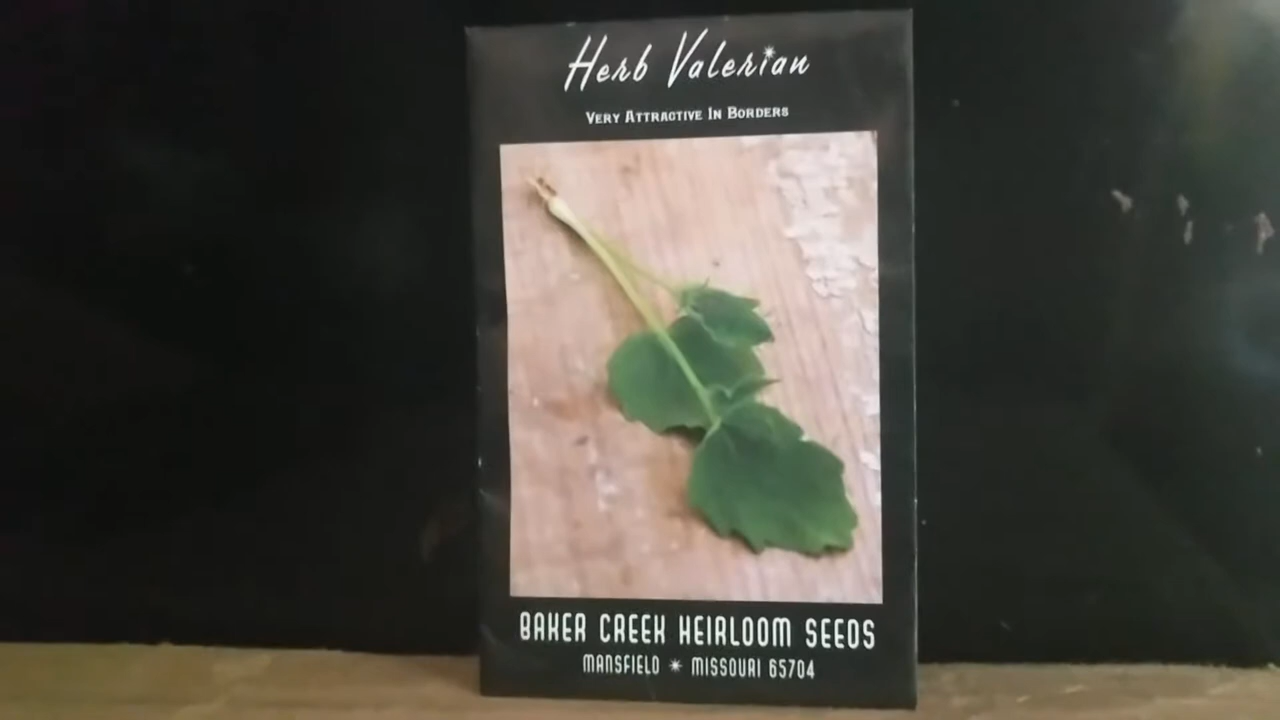 Herb Valerian
Very Attractive In Borders
BAKER CREEK HEIRLOOM SEEDS
MANSFIELD * MISSOURI 65704